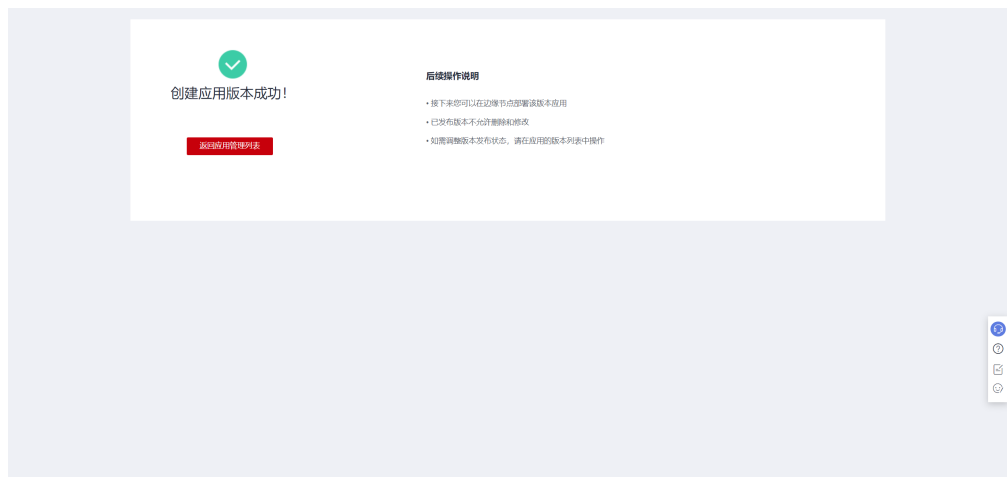 创建应用版本成功！
返回应用管理列表
后续操作说明
• 接下来您可以在边缘节点部署该版本应用
• 已发布版本不允许删除和修改
• 如需调整版本发布状态，请在应用的版本列表中操作